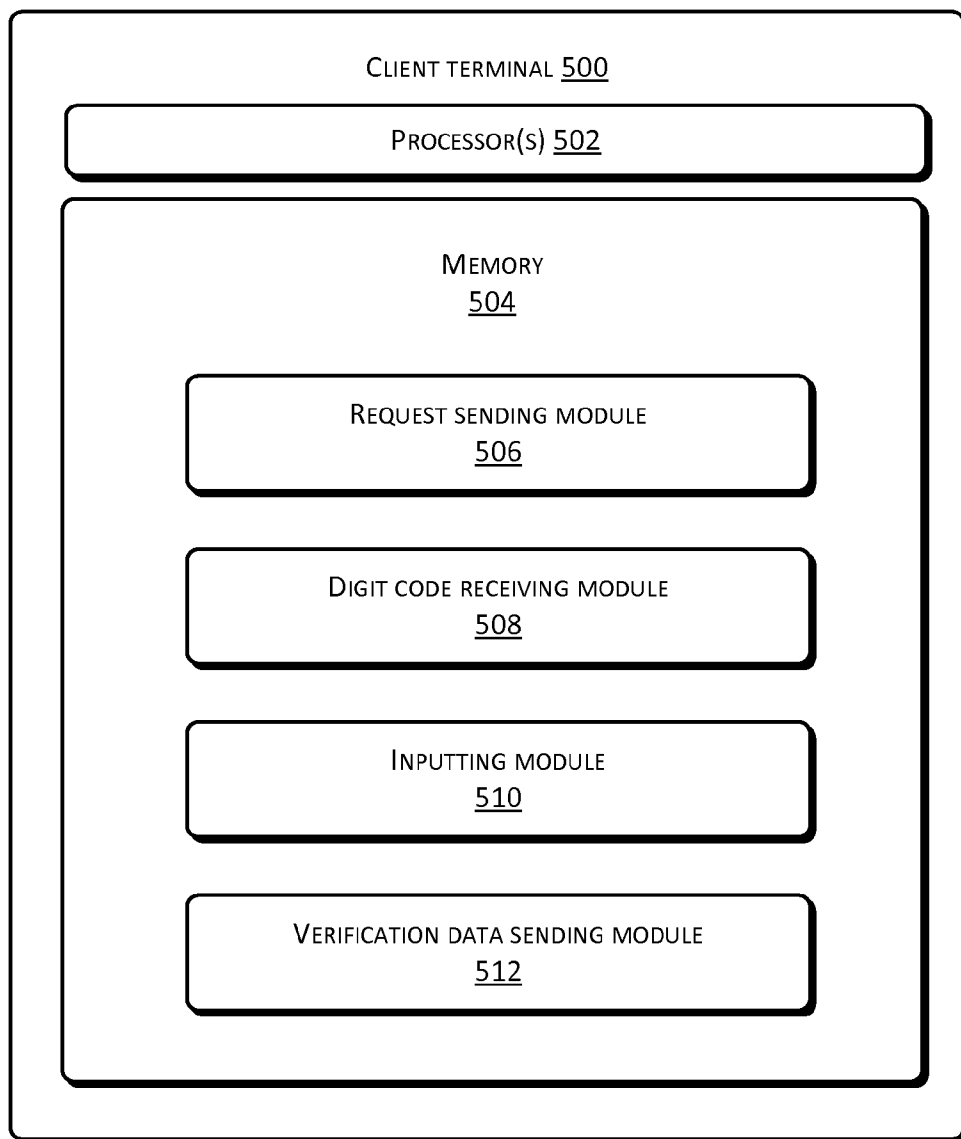 CLIENT TERMINAL 500
PROCESSOR(S) 502
MEMORY
504
REQUEST SENDING MODULE
506
DIGIT CODE RECEIVING MODULE
508
INPUTTING MODULE
510
VERIFICATION DATA SENDING MODULE
512